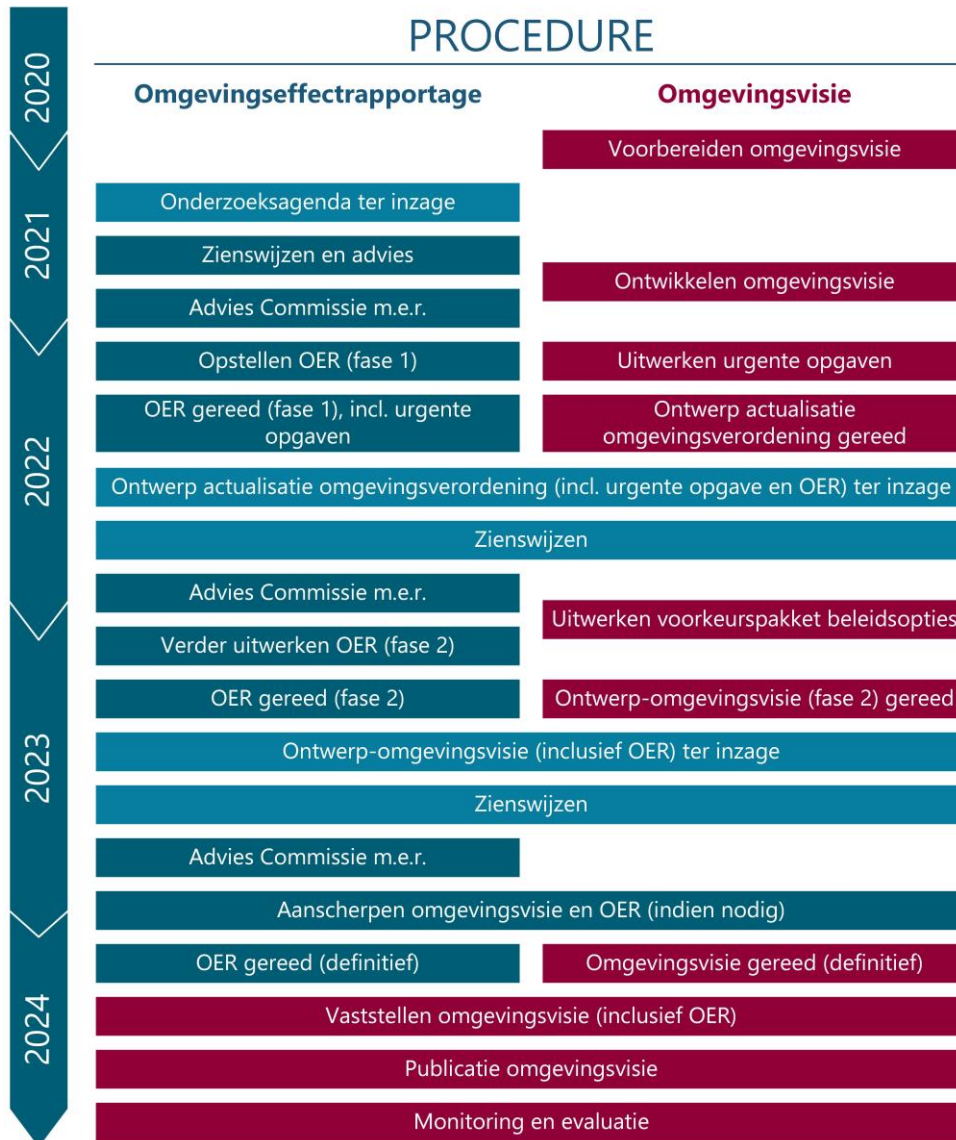 PROCEDURE
Omgevingseffectrapportage
Omgevingsvisie
2020
Voorbereiden omgevingsvisie
2021
Onderzoeksagenda ter inzage
Zienswijzen en advies
Ontwikkelen omgevingsvisie
Advies Commissie m.e.r.
2022
Opstellen OER (fase 1)
Uitwerken urgente opgaven
OER gereed (fase 1), incl. urgente
opgaven
Ontwerp actualisatie
omgevingsverordening gereed
Ontwerp actualisatie omgevingsverordening (incl. urgente opgave en OER) ter inzage
Zienswijzen
Advies Commissie m.e.r.
Uitwerken voorkeurspakket beleidsopties
2023
Verder uitwerken OER (fase 2)
OER gereed (fase 2)
Ontwerp-omgevingsvisie (fase 2) gereed
Ontwerp-omgevingsvisie (inclusief OER) ter inzage
Zienswijzen
Advies Commissie m.e.r.
Aanscherpen omgevingsvisie en OER (indien nodig)
2024
OER gereed (definitief)
Omgevingsvisie gereed (definitief)
Vaststellen omgevingsvisie (inclusief OER)
Publicatie omgevingsvisie
Monitoring en evaluatie